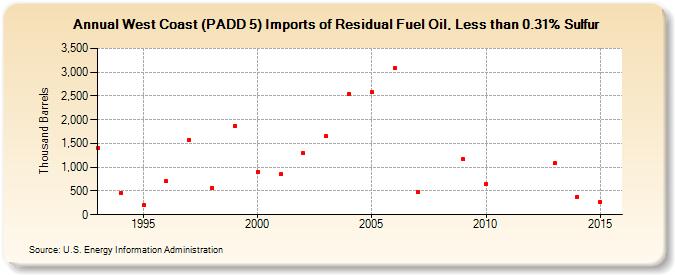 Annual West Coast (PADD 5) Imports of Residual Fuel Oil, Less than 0.31% Sulfur
Thousand Barrels
3,500
3,000
2,500
2,000
1,500
1,000
500
0
1995 2000 2005 2010 2015
Source: U.S. Energy Information Administration